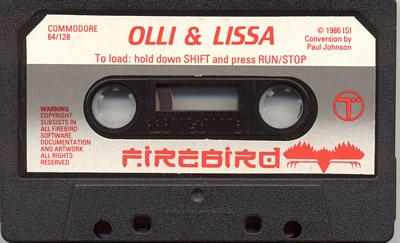 COMMODORE
64/128
OLLI & LISSA
© 1986 ISI
Conversion by
Paul Johnson
To load: hold down SHIFT and press RUN/STOP
WARNING
COPYRIGHT
SUBSISTS IN
ALL FIREBIRD
SOFTWARE
DOCUMENTATION
AND ARTWORK
ALL RIGHTS
RESERVED
FIREBIRD